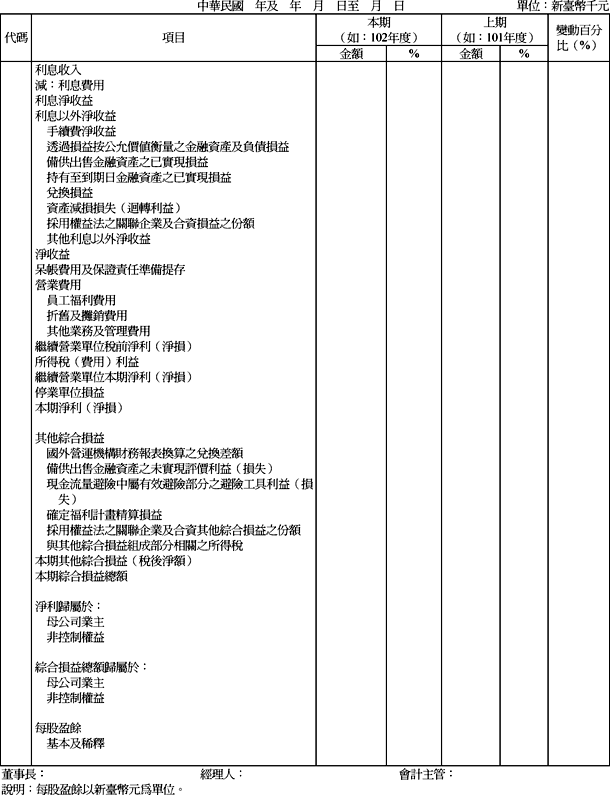 中華民國　年及　年　月　日至　月　日　單位：新臺幣千元
代碼　項目　本期（如：102年度）　上期（如：101年度）　變動百分比（%）
金額　%　金額　%
利息收入
減：利息費用
利息淨收益
利息以外淨收益
手續費淨收益
透過損益按公允價值衡量之金融資產及負債損益
備供出售金融資產之已實現損益
持有至到期日金融資產之已實現損益
兌換損益
資產減損損失（迴轉利益）
採用權益法之關聯企業及合資損益之份額
其他利息以外淨收益
淨收益
呆帳費用及保證責任準備提存
營業費用
員工福利費用
折舊及攤銷費用
其他業務及管理費用
繼續營業單位稅前淨利（淨損）
所得稅（費用）利益
繼續營業單位本期淨利（淨損）
停業單位損益
本期淨利（淨損）
其他綜合損益
國外營運機構財務報表換算之兌換差額
備供出售金融資產之未實現評價利益（損失）
現金流量避險中屬有效避險部分之避險工具利益（損
失）
確定福利計畫精算損益
採用權益法之關聯企業及合資其他綜合損益之份額
與其他綜合損益組成部分相關之所得稅
本期其他綜合損益（稅後淨額）
本期綜合損益總額
淨利歸屬於：
母公司業主
非控制權益
綜合損益總額歸屬於：
母公司業主
非控制權益
每股盈餘
基本及稀釋
董事長：　經理人：　會計主管：
說明：每股盈餘以新臺幣元爲單位。